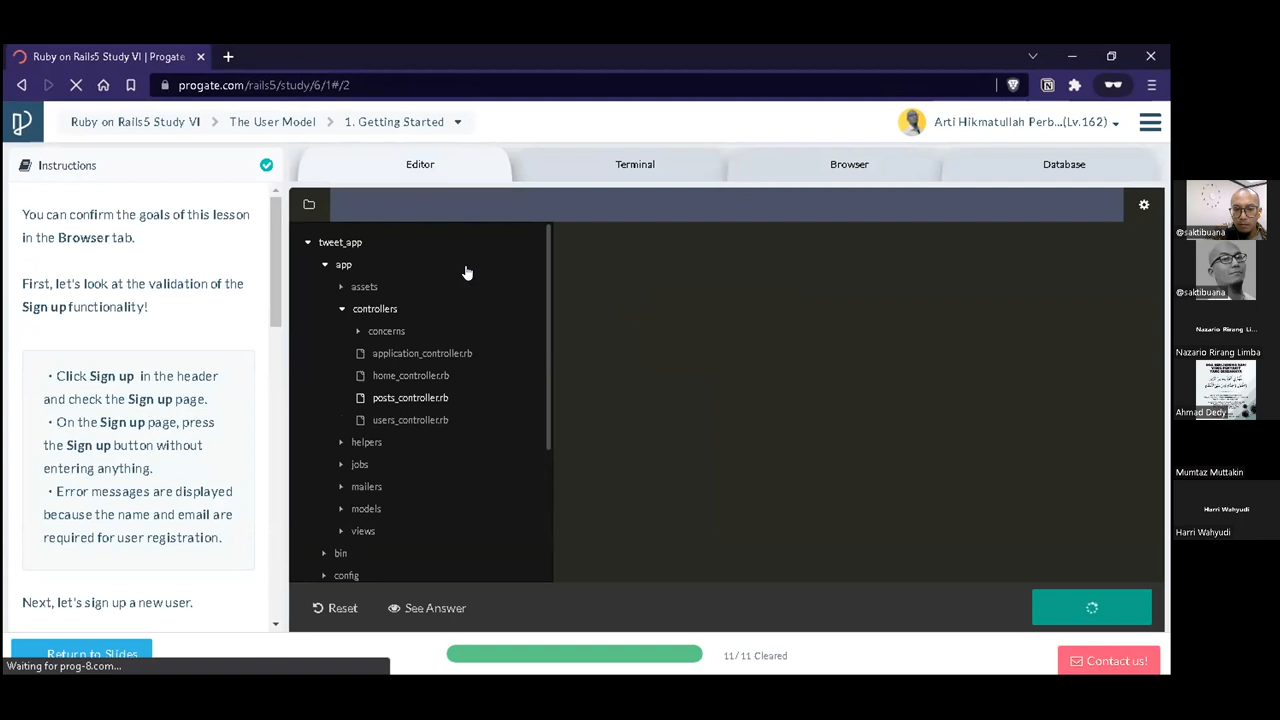 Ruby on Rails5 Study VI | Progate
progate.com/rails5/study/6/1#/2
Ruby on Rails5 Study VI
The User Model
1. Getting Started
Arti Hikmatullah Perb...(Lv.162)
Instructions
Editor
Terminal
Browser
Database
You can confirm the goals of this lesson
in the Browser tab.
First, let's look at the validation of the
Sign up functionality!
・Click Sign up in the header
and check the Sign up page.
・On the Sign up page, press
the Sign up button without
entering anything.
・Error messages are displayed
because the name and email are
required for user registration.
Next, let's sign up a new user.
tweet_app
app
assets
controllers
concerns
application_controller.rb
home_controller.rb
posts_controller.rb
users_controller.rb
helpers
jobs
mailers
models
views
bin
config
Reset
See Answer
Return to Slides
Waiting for prog-8.com...
11/11 Cleared
Contact us!
@saktibuana
@saktibuana
Nazario Rirang Li...
Nazario Rirang Limba
Ahmad Dedy
Mumtaz Muttakin
Harri Wahyudi
Harri Wahyudi